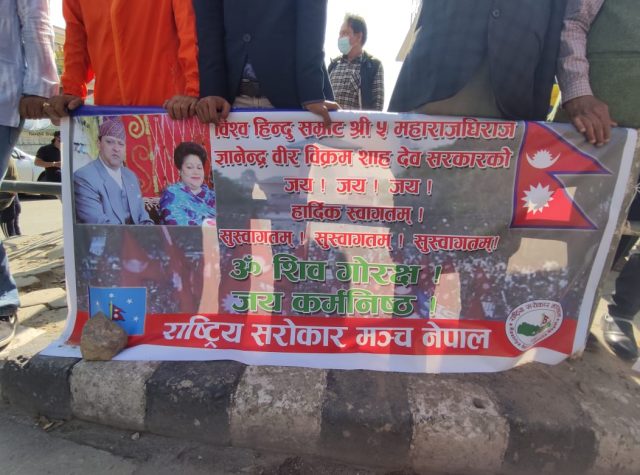 विश्व हिन्दु सम्राट श्री ५ महाराजधिराज
ज्ञानेन्द्र वीर विक्रम शाह देव सरकारको
जय ! जय ! जय !
हार्दिक स्वागतम् !
सुस्वागतम् ! सुस्वागतम् ! सुस्वागतम्!
ॐ शिव गोरक्ष !
जय कर्मनिष्ठ !
राष्ट्रिय सरोकार मञ्च नेपाल